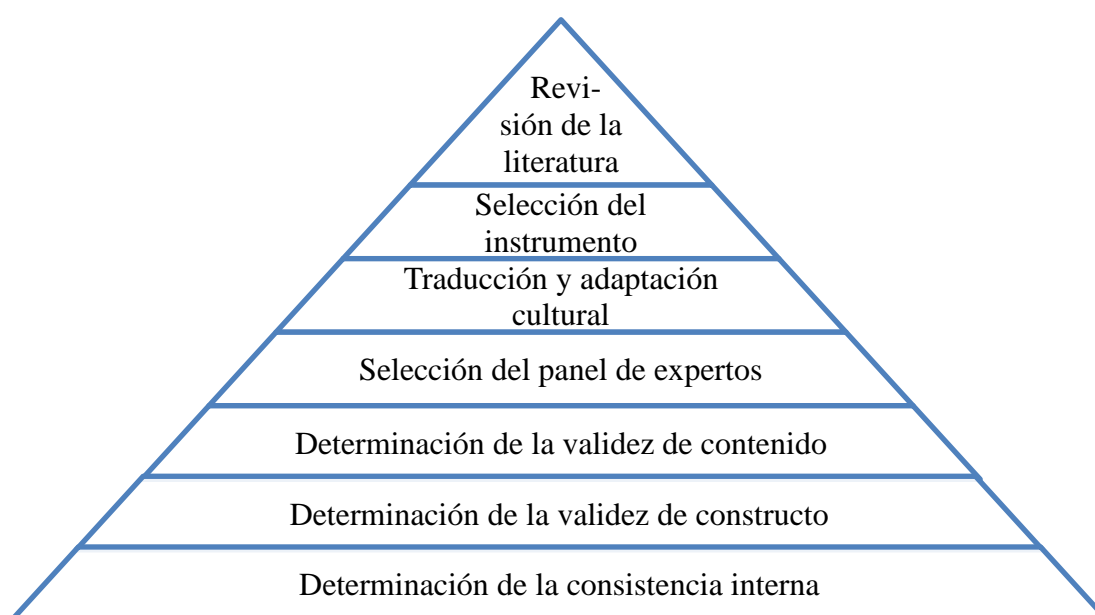 Revi-
sión de la
literatura
Selección del
instrumento
Traducción y adaptación
cultural
Selección del panel de expertos
Determinación de la validez de contenido
Determinación de la validez de constructo
Determinación de la consistencia interna